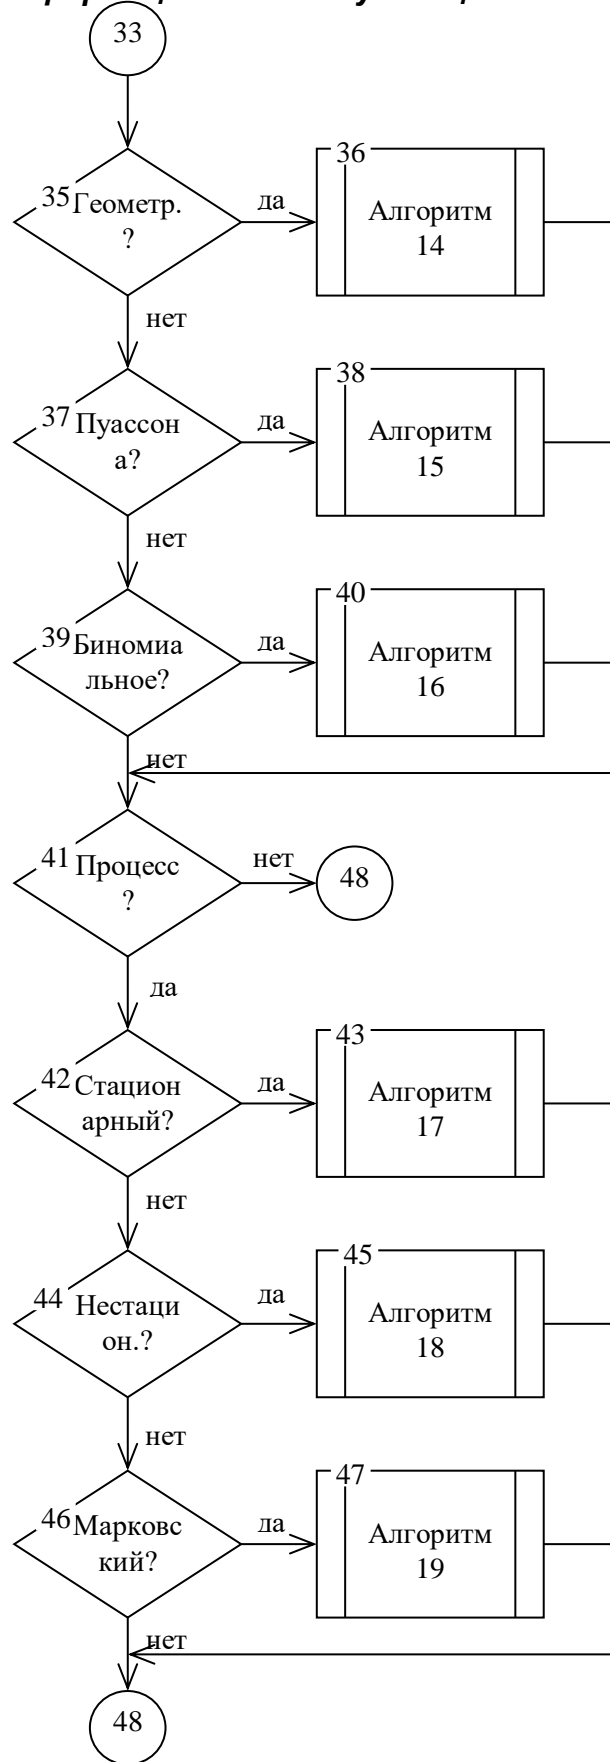 33
35 Геометр.
?
да
36
Алгоритм
14
нет
37 Пуассон
а?
да
38
Алгоритм
15
нет
39 Биномиа
льное?
да
40
Алгоритм
16
нет
41 Процесс
?
нет
48
да
42 Стацион
арный?
да
43
Алгоритм
17
нет
44 Нестаци
он.?
да
45
Алгоритм
18
нет
46 Марковс
кий?
да
47
Алгоритм
19
нет
48